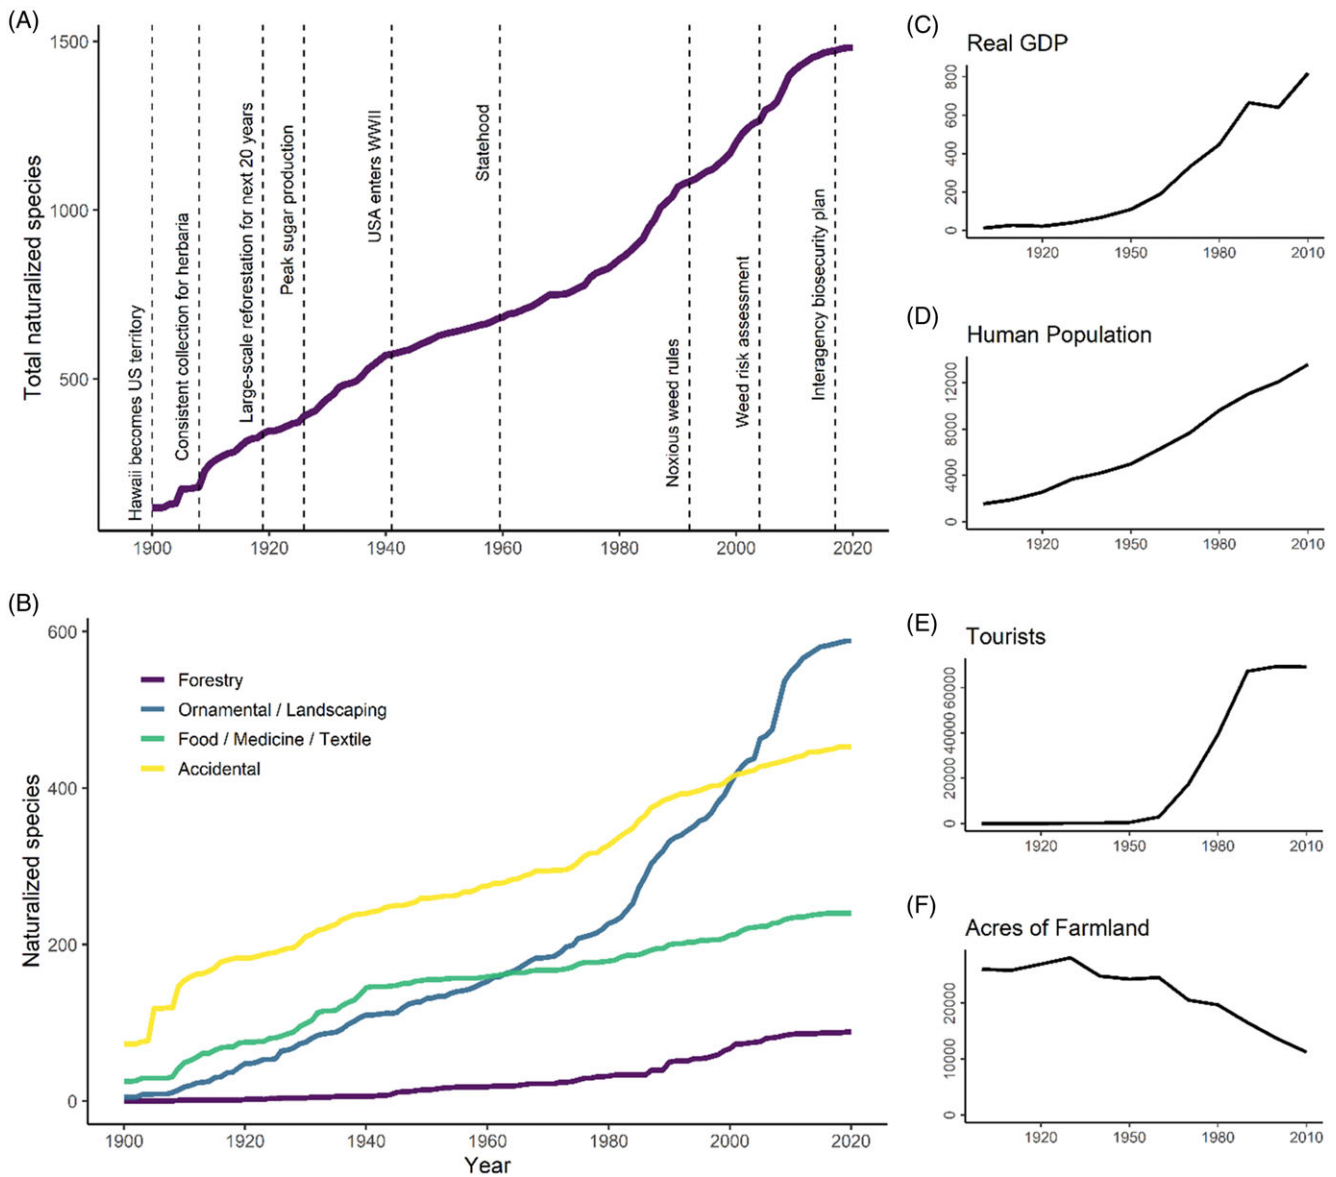 (A)
Total naturalized species
1500
1000
500
Hawaii becomes US territory
Consistent collection for herbaria
Large-scale reforestation for next 20 years
Peak sugar production
USA enters WWII
Statehood
Noxious weed rules
Weed risk assessment
Interagency biosecurity plan
1900 1920 1940 1960 1980 2000 2020
(B)
Naturalized species
600
400
200
0
Forestry
Ornamental / Landscaping
Food / Medicine / Textile
Accidental
1900 1920 1940 1960 1980 2000 2020
Year
(C)
Real GDP
800
600
400
200
0
1920 1950 1980 2010
(D)
Human Population
12000
8000
4000
0
1920 1950 1980 2010
(E)
Tourists
60000
40000
20000
0
1920 1950 1980 2010
(F)
Acres of Farmland
20000
10000
0
1920 1950 1980 2010